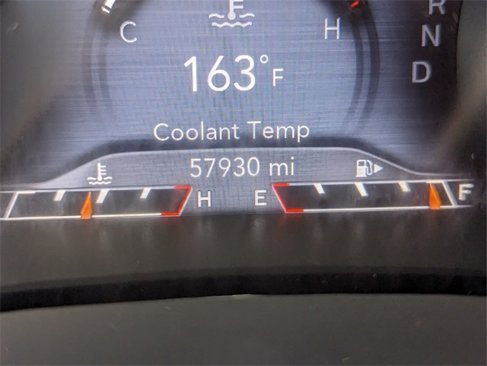 R
N
D
C H
163°F
Coolant Temp
57930 mi
H E F